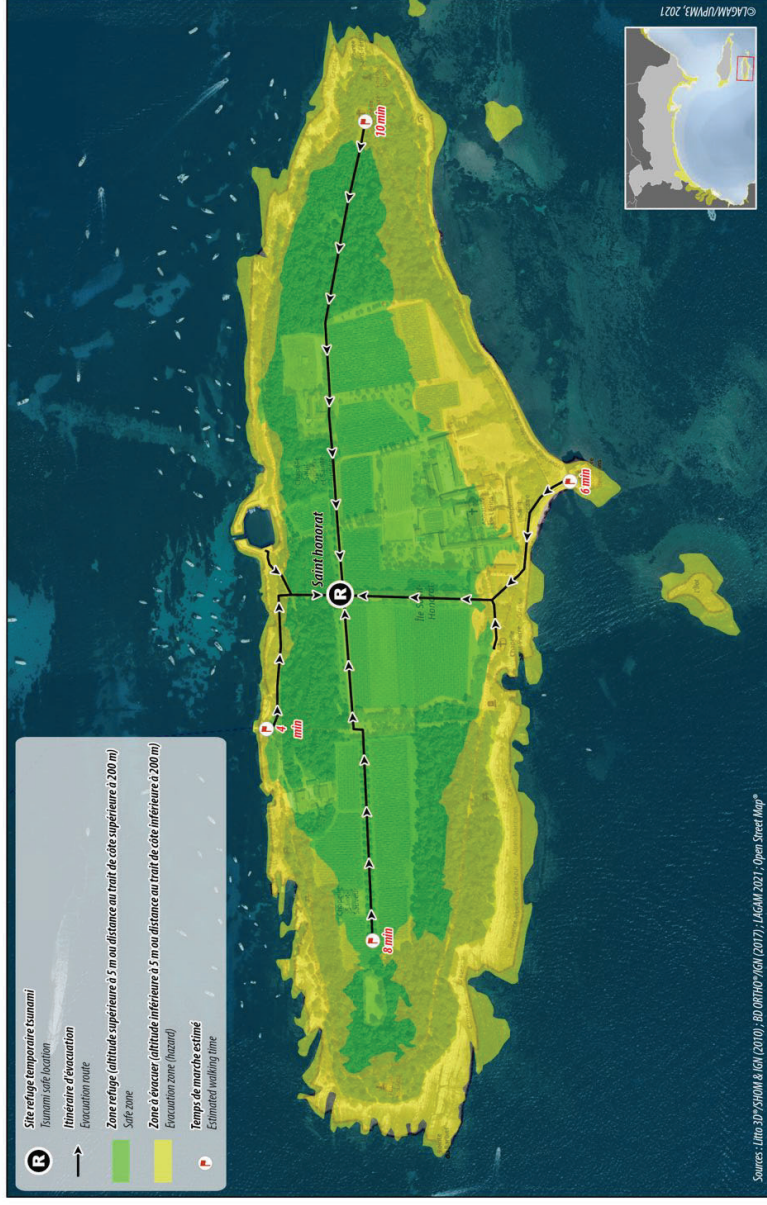 ©LAGAM/UPVM3, 2021
Site refuge temporaire tsunami
Tsunami safe location
Itinéraire d'évacuation
Evacuation route
Zone refuge (altitude supérieure à 5 m ou distance au trait de côte supérieure à 200 m)
Safe zone
Zone à évacuer (altitude inférieure à 5 m ou distance au trait de côte inférieure à 200 m)
Evacuation zone (hazard)
Temps de marche estimé
Estimated walking time
R
R
Saint honorat
4
min
10 min
8 min
6 min
Sources : Litto 3D®/SHOM & IGN (2010) ; BD ORTHO®/IGN (2017) ; LAGAM 2021 ; Open Street Map®